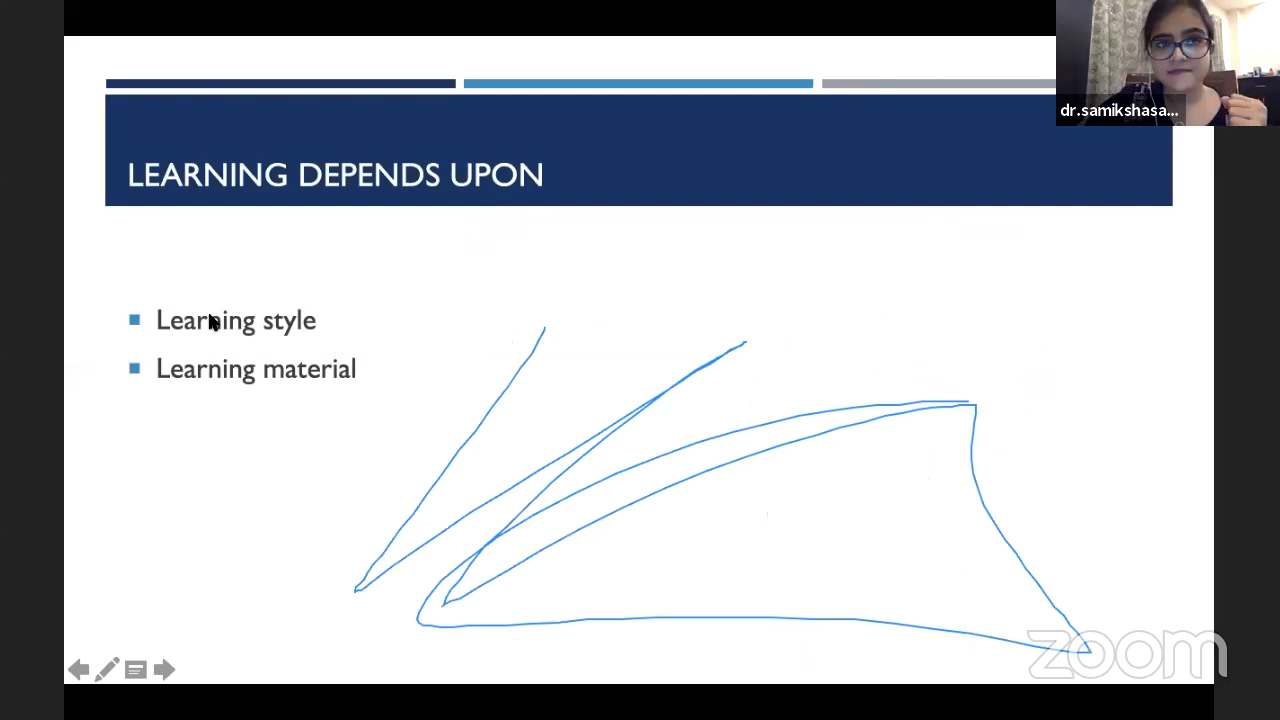 dr.samikshasa...
LEARNING DEPENDS UPON
Learning style
Learning material
zoom